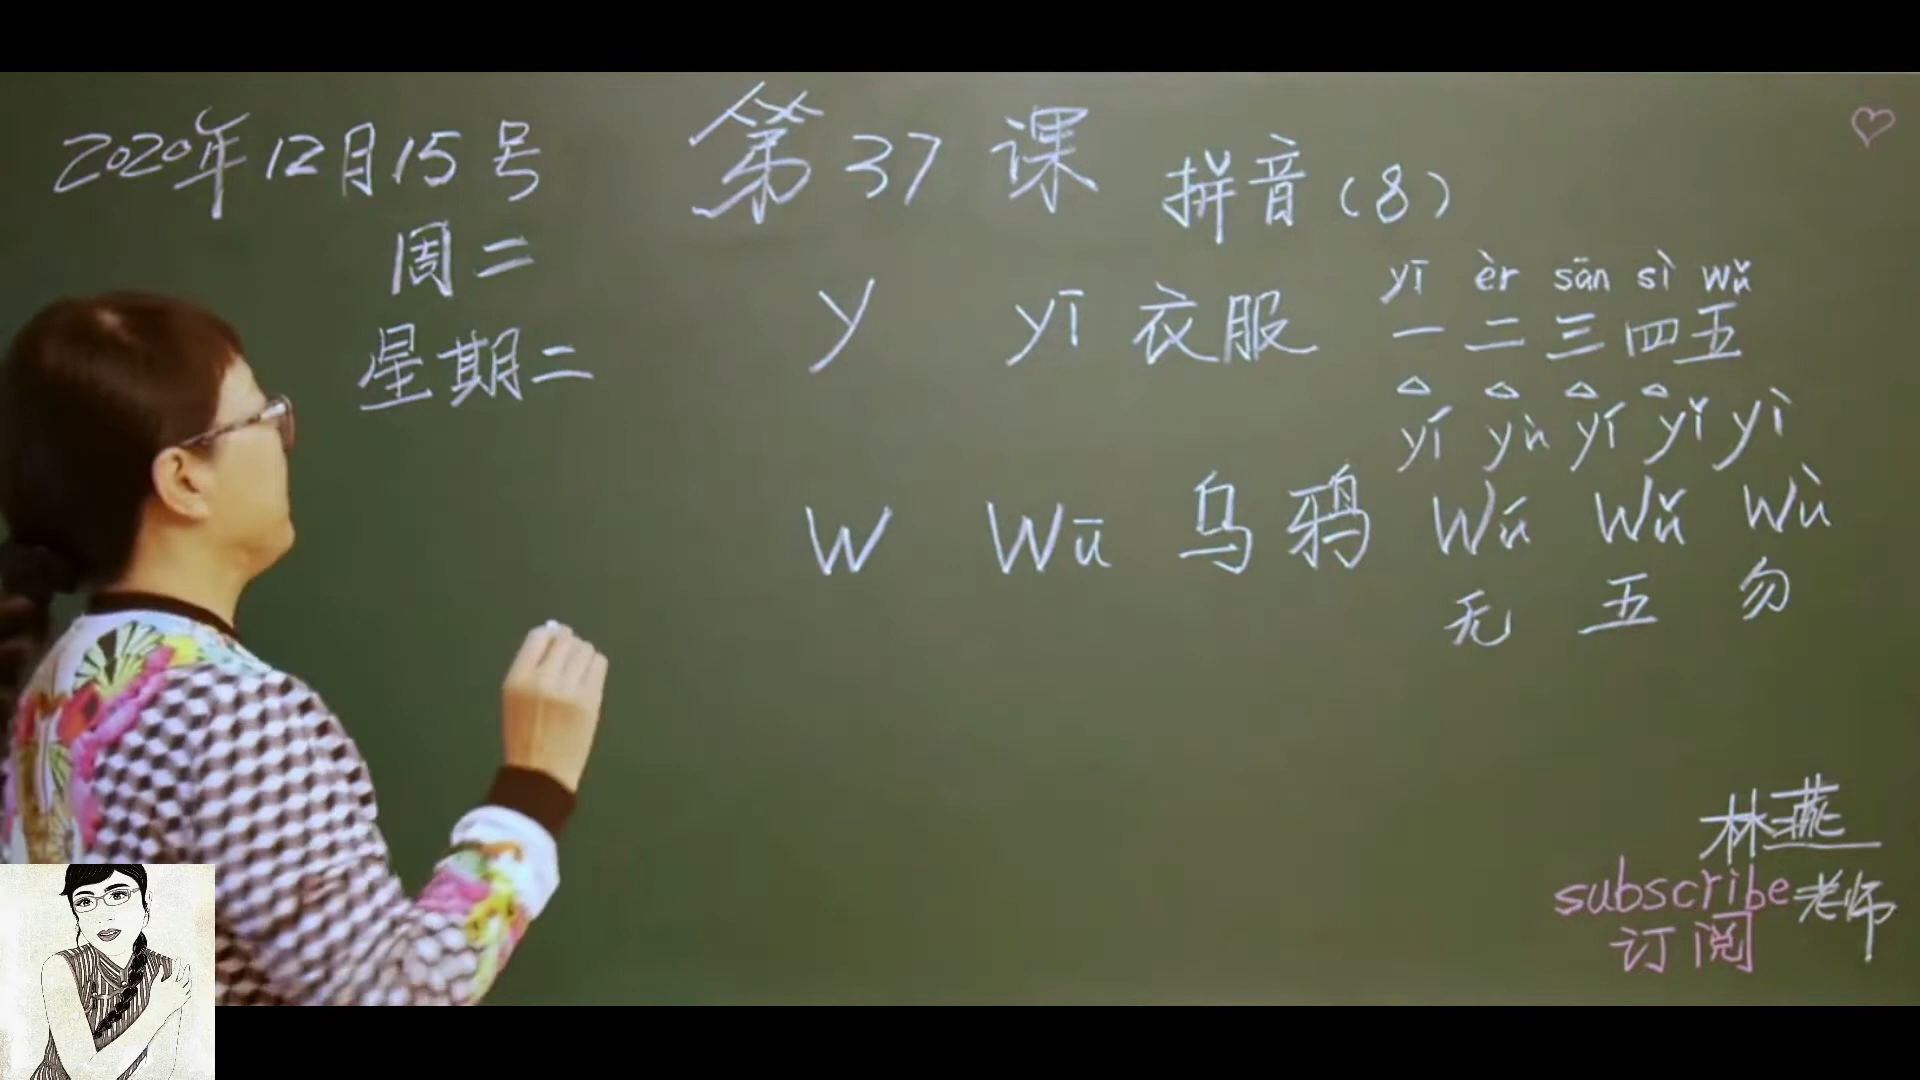 2020年12月15号
周二
星期二
第37课 拼音(8)
y yī 衣服
yī èr sān sì wǔ
一二三四五
yí yù yí yǐ yì
w wū 乌鸦 wú wǔ wù
无 五 勿
林燕
老师
subscribe
订阅